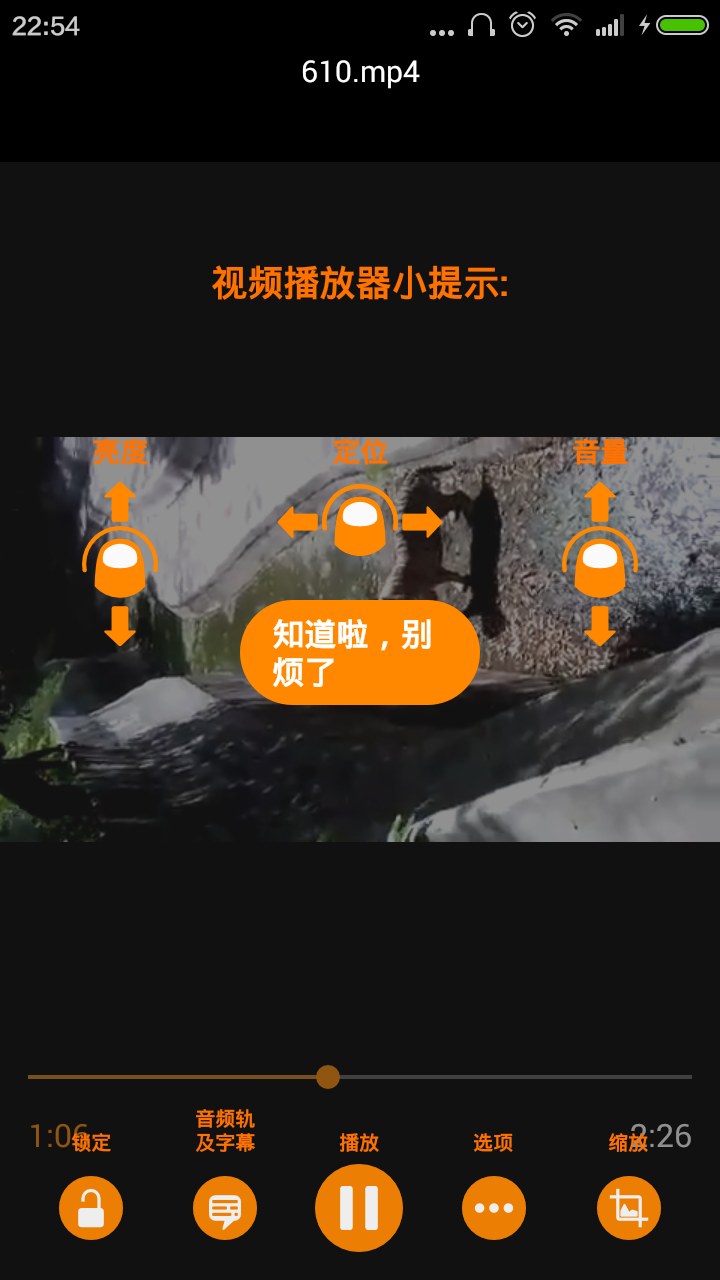 22:54
610.mp4
视频播放器小提示:
亮度
定位
音量
知道啦，别
烦了
1:06
2:26
锁定
音频轨
及字幕
播放
选项
缩放